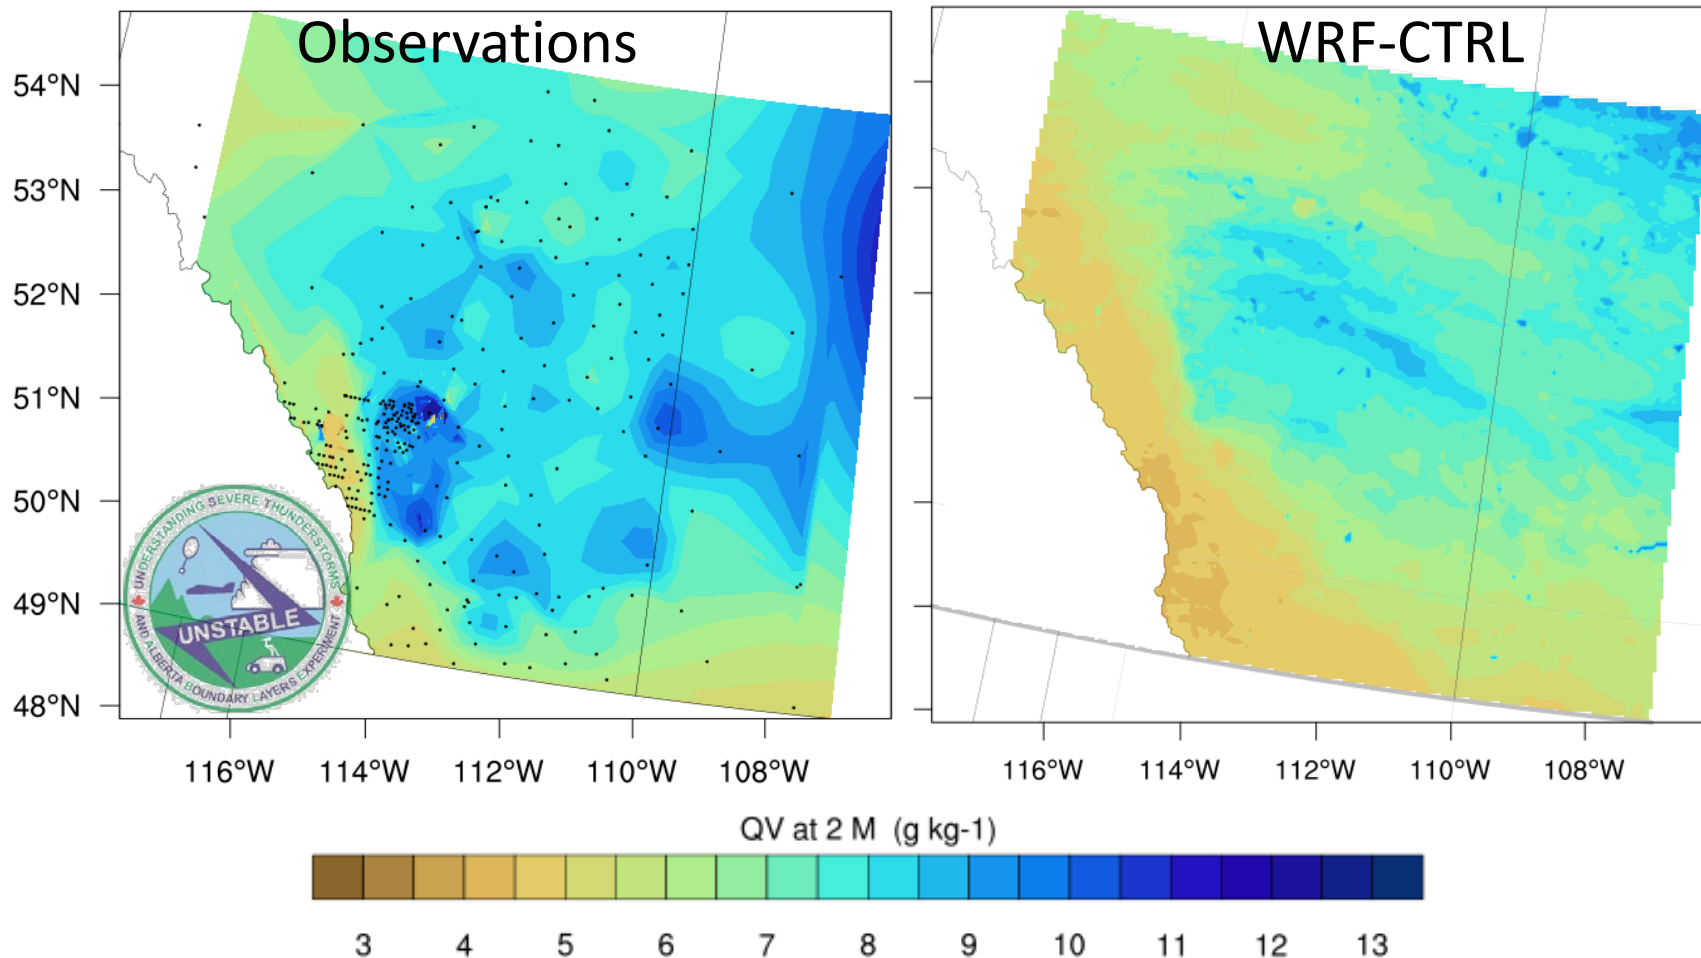 Observations
WRF-CTRL
54°N
53°N
52°N
51°N
50°N
49°N
48°N
116°W 114°W 112°W 110°W 108°W
116°W 114°W 112°W 110°W 108°W
UNDERSTANDING SEVERE THUNDERSTORMS
AND ALBERTA BOUNDARY LAYERS EXPERIMENT
UNSTABLE
QV at 2 M (g kg-1)
3 4 5 6 7 8 9 10 11 12 13